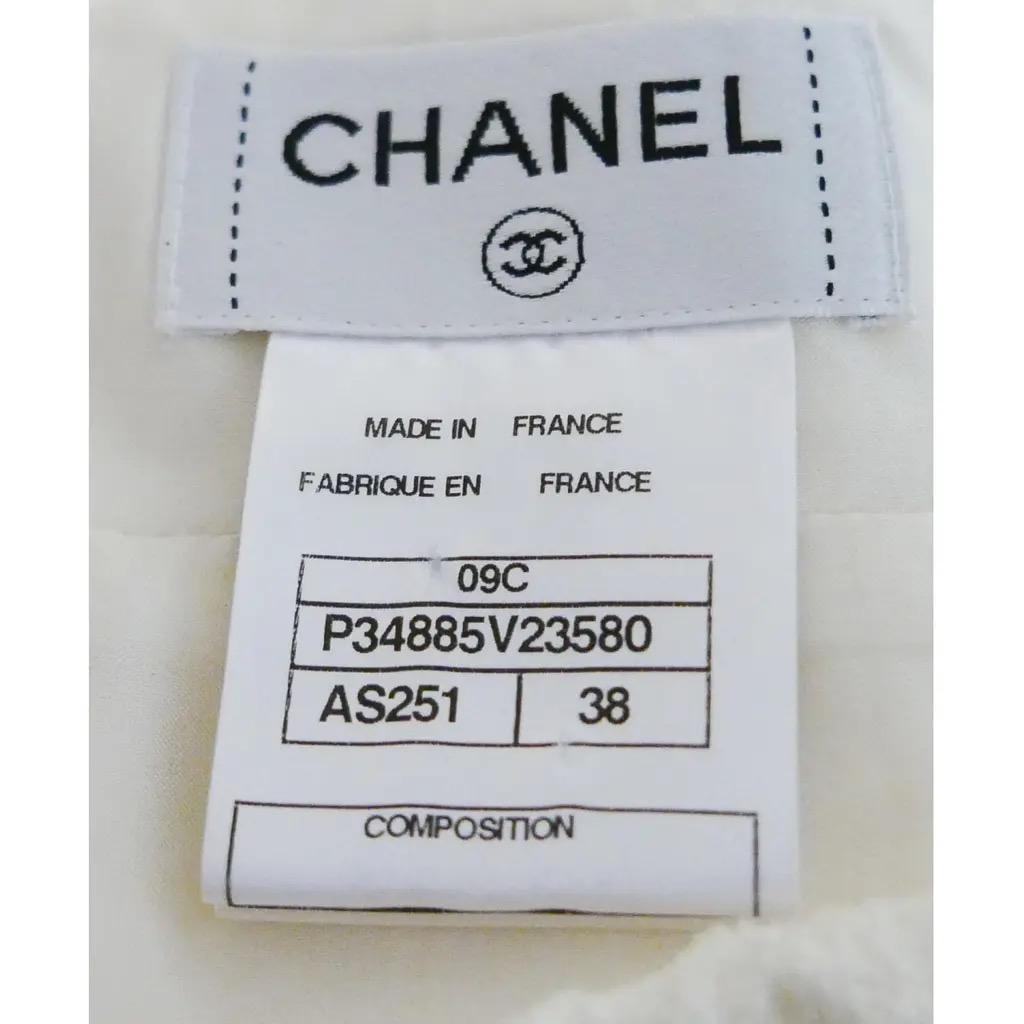 CHANEL
MADE IN FRANCE
FABRIQUE EN FRANCE
09C
P34885V23580
AS251 38
COMPOSITION